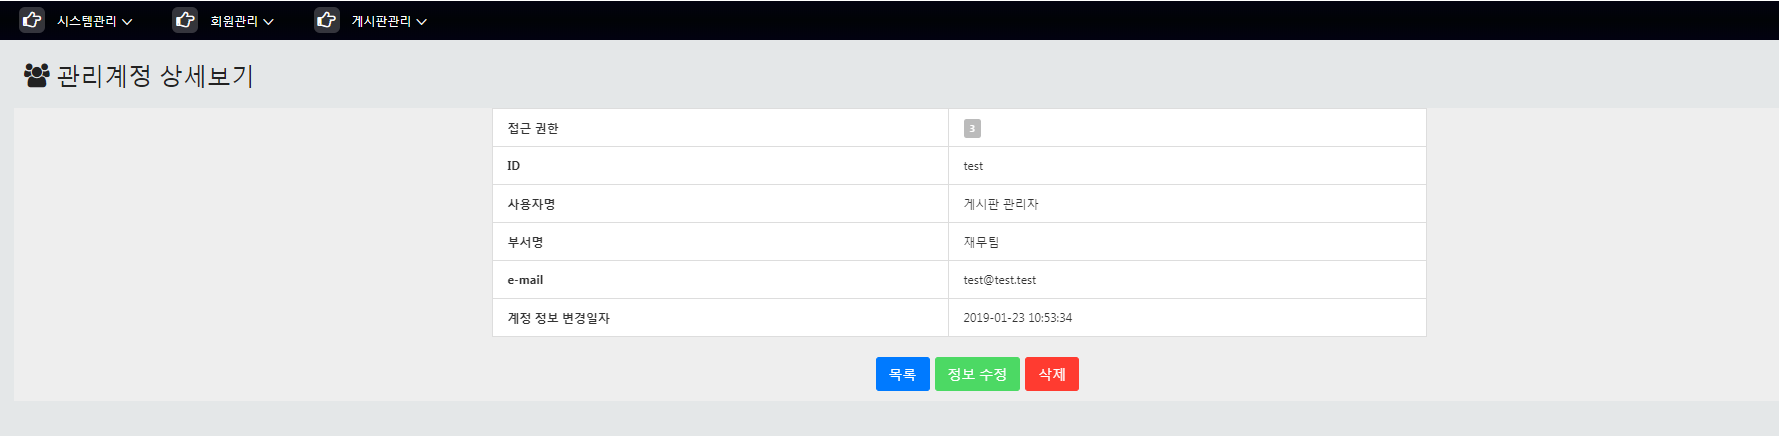 시스템관리 회원관리 게시판관리
관리계정 상세보기
접근 권한 3
ID test
사용자명 게시판 관리자
부서명 재무팀
e-mail test@test.test
계정 정보 변경일자 2019-01-23 10:53:34
목록 정보 수정 삭제